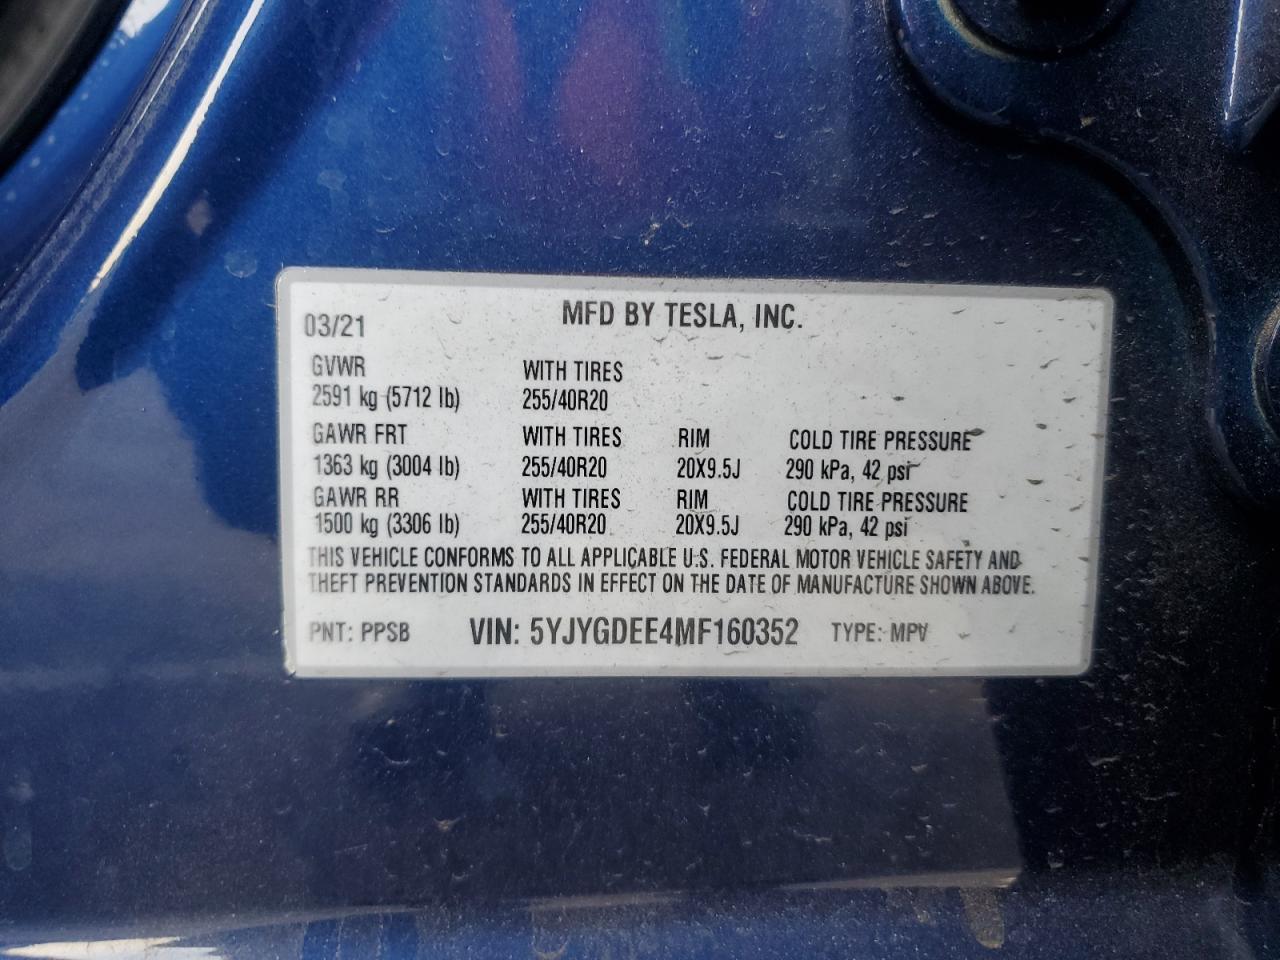 MFD BY TESLA, INC.
03/21
GVWR WITH TIRES
2591 kg (5712 lb) 255/40R20
GAWR FRT WITH TIRES RIM COLD TIRE PRESSURE
1363 kg (3004 lb) 255/40R20 20X9.5J 290 kPa, 42 psi
GAWR RR WITH TIRES RIM COLD TIRE PRESSURE
1500 kg (3306 lb) 255/40R20 20X9.5J 290 kPa, 42 psi
THIS VEHICLE CONFORMS TO ALL APPLICABLE U.S. FEDERAL MOTOR VEHICLE SAFETY AND
THEFT PREVENTION STANDARDS IN EFFECT ON THE DATE OF MANUFACTURE SHOWN ABOVE.
PNT: PPSB VIN: 5YJYGDEE4MF160352 TYPE: MPV